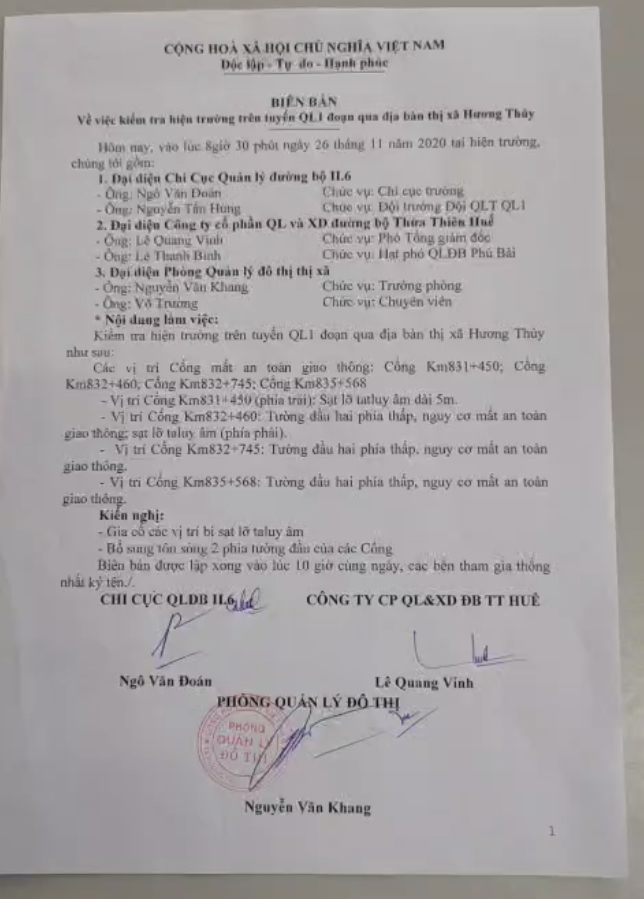 CỘNG HOÀ XÃ HỘI CHỦ NGHĨA VIỆT NAM
Độc lập - Tự do - Hạnh phúc
BIÊN BẢN
Về việc kiểm tra hiện trường trên tuyến QL1 đoạn qua địa bàn thị xã Hương Thủy
Hôm nay, vào lúc 8giờ 30 phút ngày 26 tháng 11 năm 2020 tại hiện trường,
chúng tôi gồm:
1. Đại diện Chi Cục Quản lý đường bộ II.6
- Ông: Ngô Văn Đoán Chức vụ: Chi cục trưởng
- Ông: Nguyễn Tấn Hưng Chức vụ: Đội trưởng Đội QLT QL1
2. Đại diện Công ty cổ phần QL và XD đường bộ Thừa Thiên Huế
- Ông: Lê Quang Vinh Chức vụ: Phó Tổng giám đốc
- Ông: Lê Thanh Bình Chức vụ: Hạt phó QLĐB Phú Bài
3. Đại diện Phòng Quản lý đô thị thị xã
- Ông: Nguyễn Văn Khang Chức vụ: Trưởng phòng
- Ông: Võ Trường Chức vụ: Chuyên viên
* Nội dung làm việc:
Kiểm tra hiện trường trên tuyến QL1 đoạn qua địa bàn thị xã Hương Thủy
như sau:
Các vị trí Cống mất an toàn giao thông: Cống Km831+450; Cống
Km832+460; Cống Km832+745; Cống Km835+568
- Vị trí Cống Km831+450 (phía trái): Sạt lỡ tatluy âm dài 5m.
- Vị trí Cống Km832+460: Tường đầu hai phía thấp, nguy cơ mất an toàn
giao thông; sạt lỡ taluy âm (phía phải).
- Vị trí Cống Km832+745: Tường đầu hai phía thấp, nguy cơ mất an toàn
giao thông.
- Vị trí Cống Km835+568: Tường đầu hai phía thấp, nguy cơ mất an toàn
giao thông.
Kiến nghị:
- Gia cố các vị trí bị sạt lỡ taluy âm
- Bổ sung tôn sóng 2 phía tường đầu của các Cống
Biên bản được lập xong vào lúc 10 giờ cùng ngày, các bên tham gia thống
nhất ký tên./.
CHI CỤC QLĐB II.6 CÔNG TY CP QL&XD ĐB TT HUẾ
Ngô Văn Đoán Lê Quang Vinh
PHÒNG QUẢN LÝ ĐÔ THỊ
PHÒNG
QUẢN LÝ
ĐÔ THỊ
Nguyễn Văn Khang
1